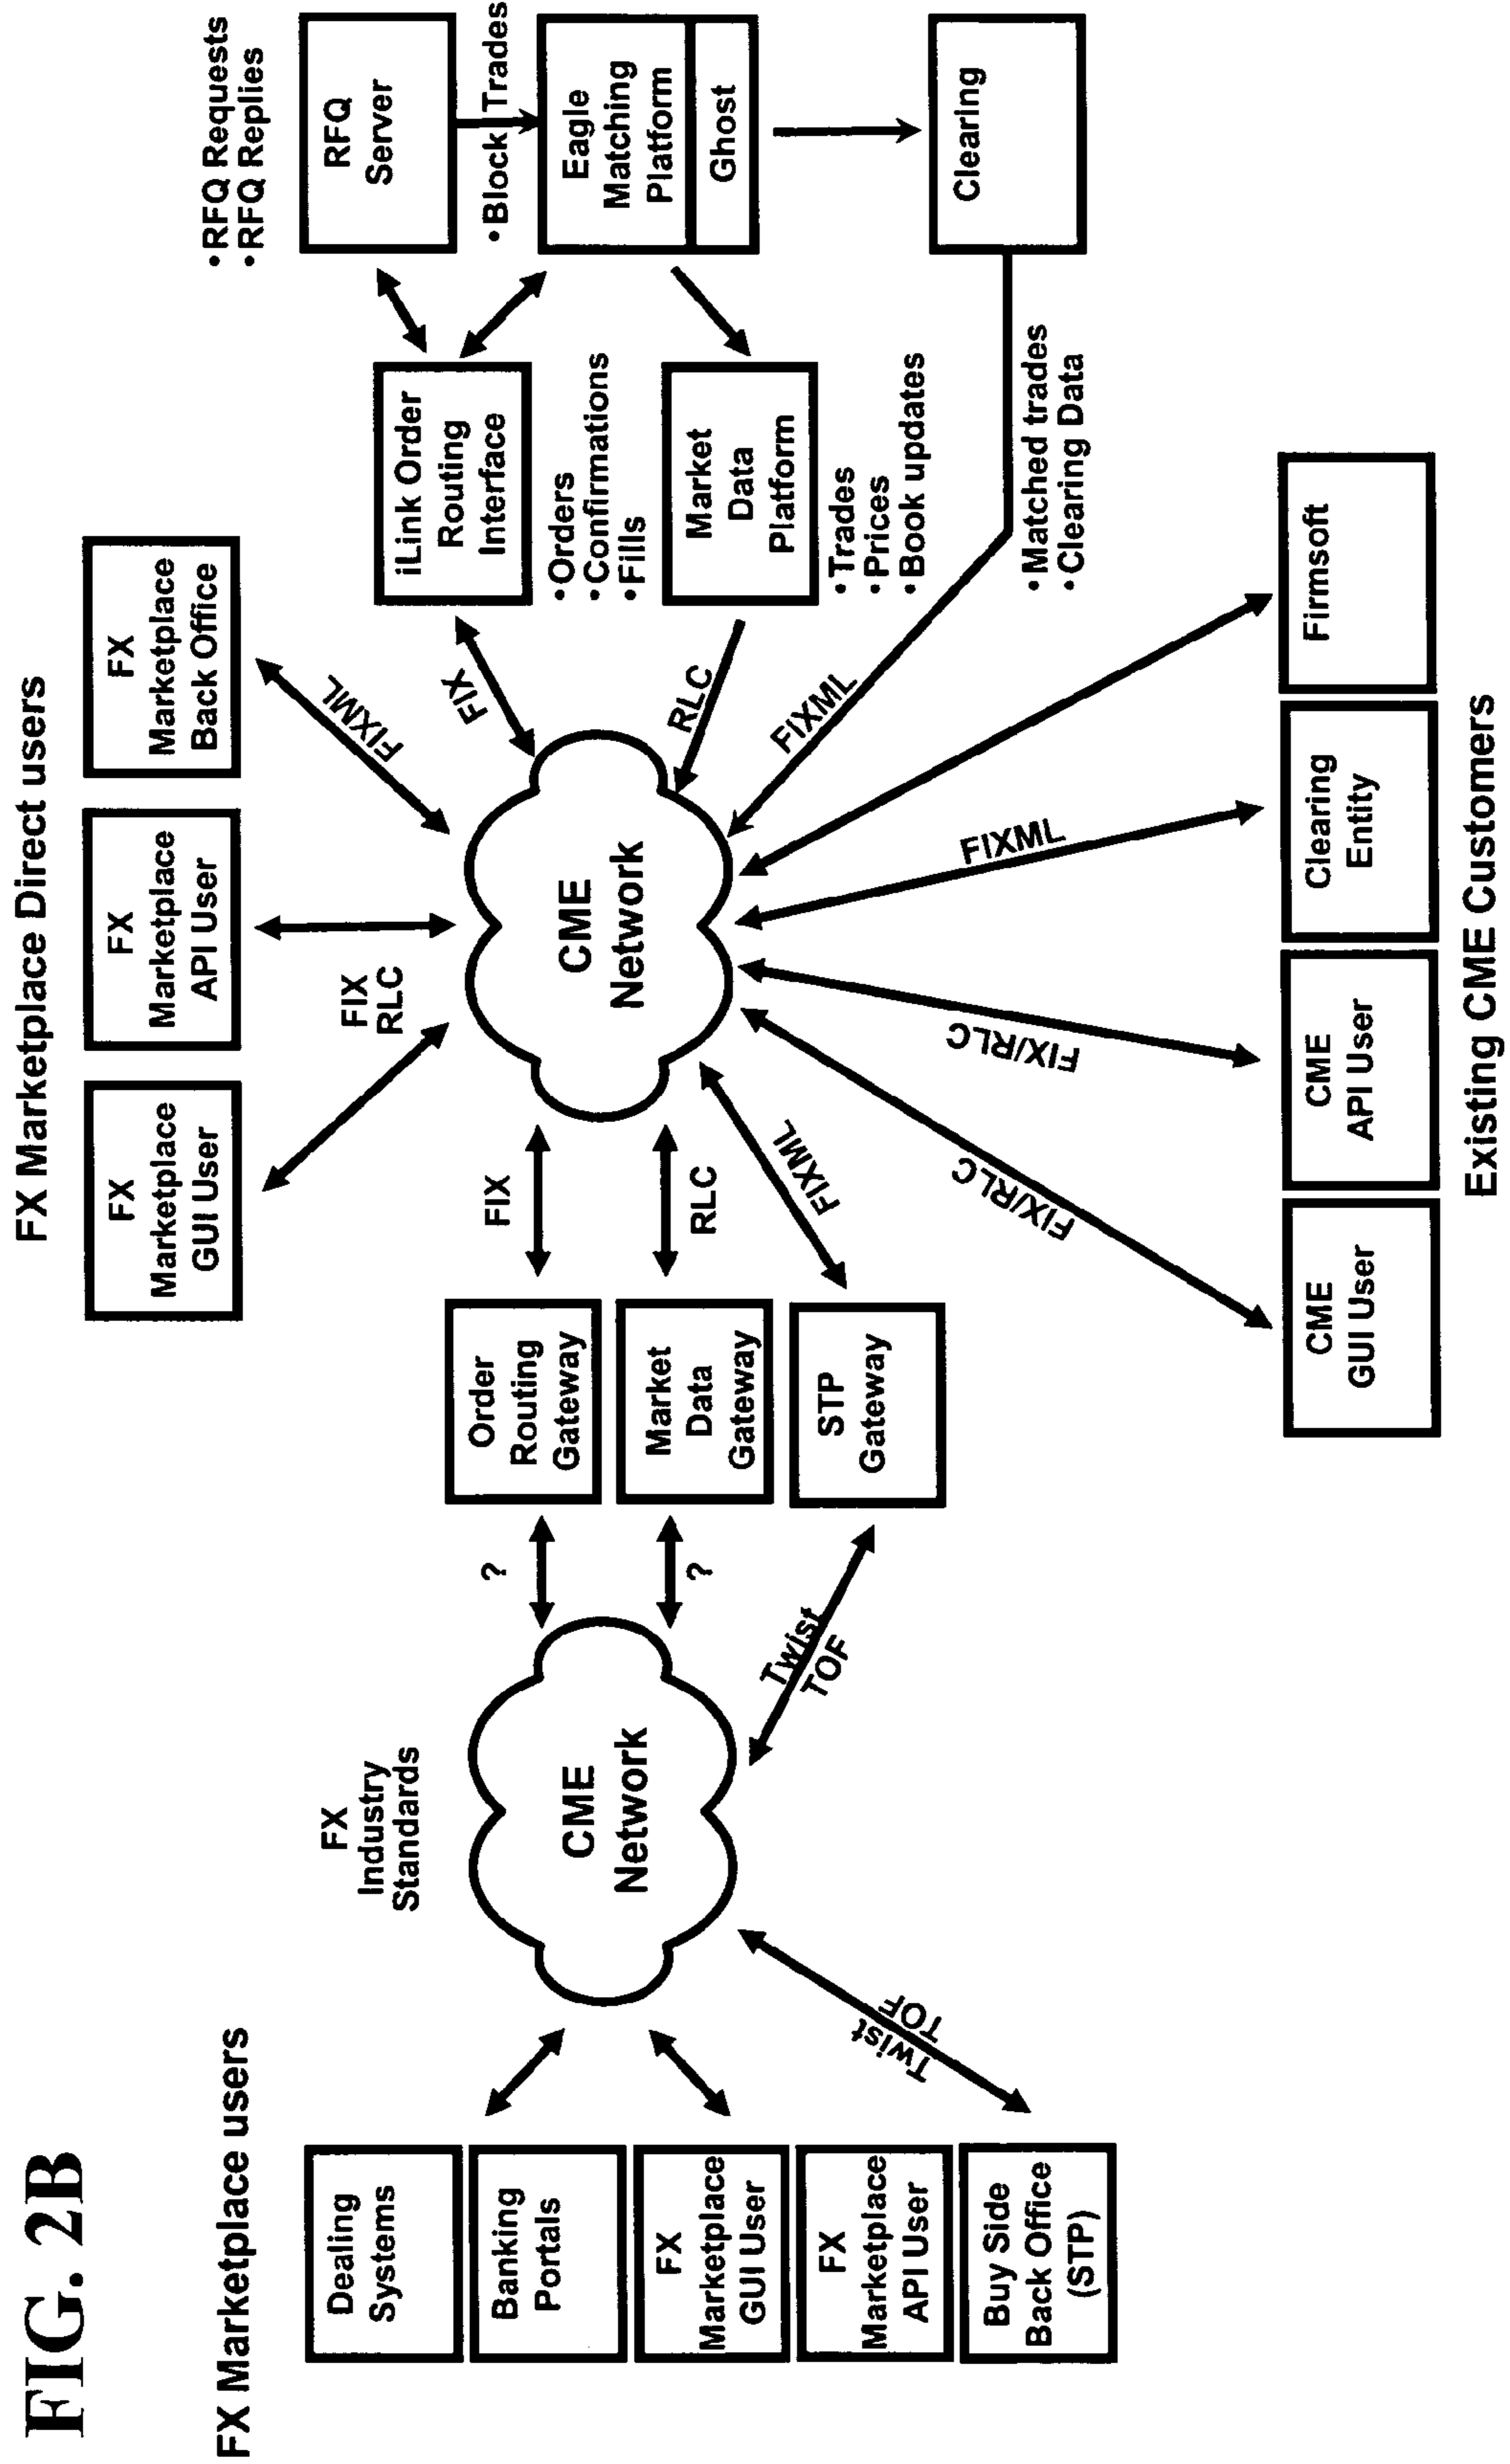 FIG. 2B
FX Marketplace users
Dealing
Systems
Banking
Portals
FX
Marketplace
GUI User
FX
Marketplace
API User
Buy Side
Back Office
(STP)
Twist
TOF
FX
Industry
Standards
CME
Network
?
?
Twist
TOF
Order
Routing
Gateway
Market
Data
Gateway
STP
Gateway
FIX
RLC
FIXML
FX Marketplace Direct users
FX
Marketplace
GUI User
FX
Marketplace
API User
FX
Marketplace
Back Office
FIX
RLC
FIXML
CME
Network
FIX
RLC
FIXML
iLink Order
Routing
Interface
•Orders
•Confirmations
•Fills
Market
Data
Platform
•Trades
•Prices
•Book updates
•Matched trades
•Clearing Data
•RFQ Requests
•RFQ Replies
RFQ
Server
•Block Trades
Eagle
Matching
Platform
Ghost
Clearing
FIX/RLC
FIX/RLC
FIXML
CME
GUI User
CME
API User
Clearing
Entity
Firmsoft
Existing CME Customers